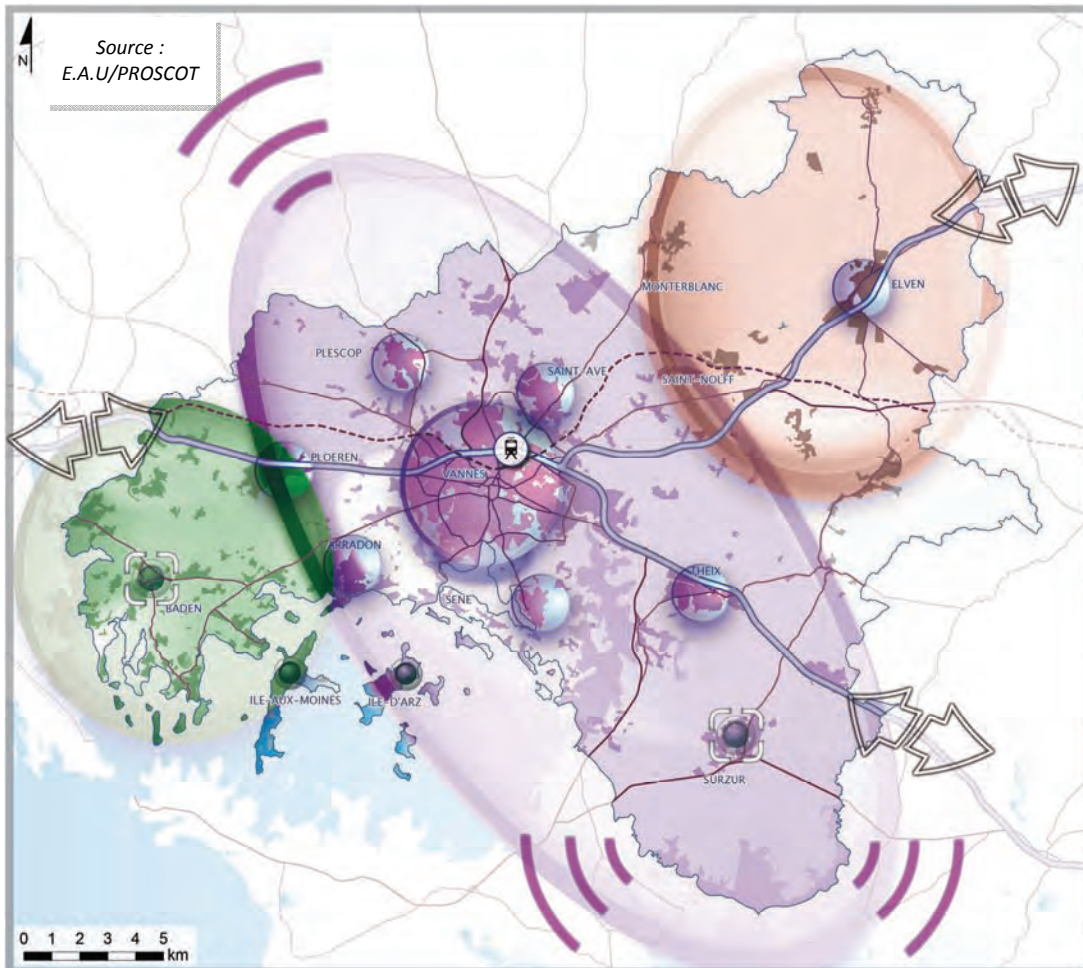 Source :
E.A.U/PROSCOT
N
MONTERBLANC
ELVEN
PLESCOP
SAINT-AVE
SAINT-NOLFF
PLOEREN
VANNES
ARRADON
THEIX
SENE
BADEN
ILE-AUX-MOINES
ILE-D'ARZ
SURZUR
0 1 2 3 4 5
km